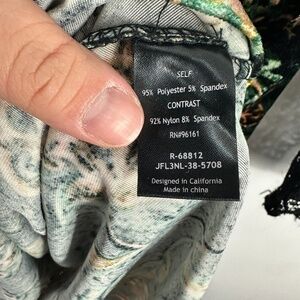 SELF
95% Polyester 5% Spandex
CONTRAST
92% Nylon 8% Spandex
RN#96161
R-68812
JFL3NL-38-5708
Designed in California
Made in china